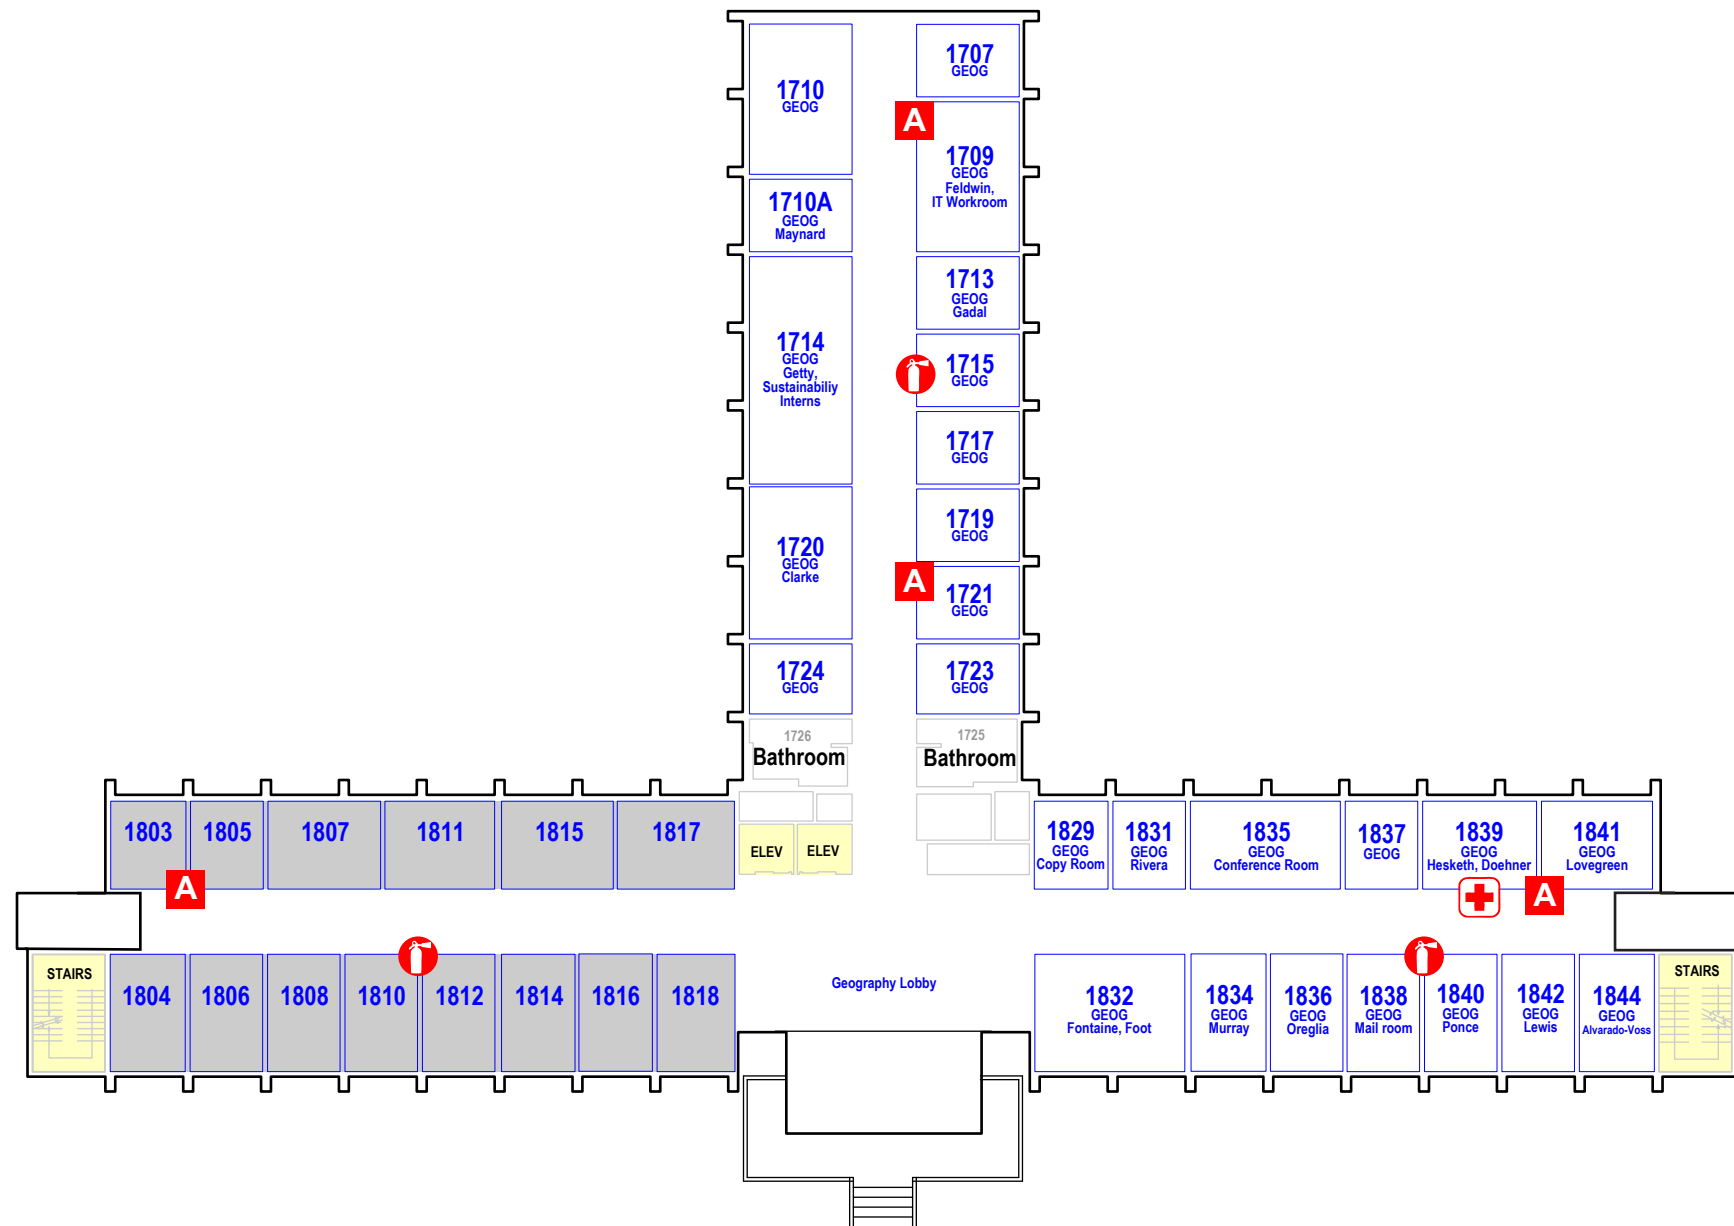 1707
GEOG
1710
GEOG
A
1709
GEOG
Feldwin,
IT Workroom
1710A
GEOG
Maynard
1713
GEOG
Gadal
1714
GEOG
Getty,
Sustainabiliy
Interns
1715
GEOG
1717
GEOG
1719
GEOG
1720
GEOG
Clarke
A
1721
GEOG
1724
GEOG
1723
GEOG
1726
Bathroom
1725
Bathroom
1803
1805
1807
1811
1815
1817
ELEV
ELEV
1829
GEOG
Copy Room
1831
GEOG
Rivera
1835
GEOG
Conference Room
1837
GEOG
1839
GEOG
Hesketh, Doehner
1841
GEOG
Lovegreen
A
A
STAIRS
1804
1806
1808
1810
1812
1814
1816
1818
Geography Lobby
1832
GEOG
Fontaine, Foot
1834
GEOG
Murray
1836
GEOG
Oreglia
1838
GEOG
Mail room
1840
GEOG
Ponce
1842
GEOG
Lewis
1844
GEOG
Alvarado-Voss
STAIRS